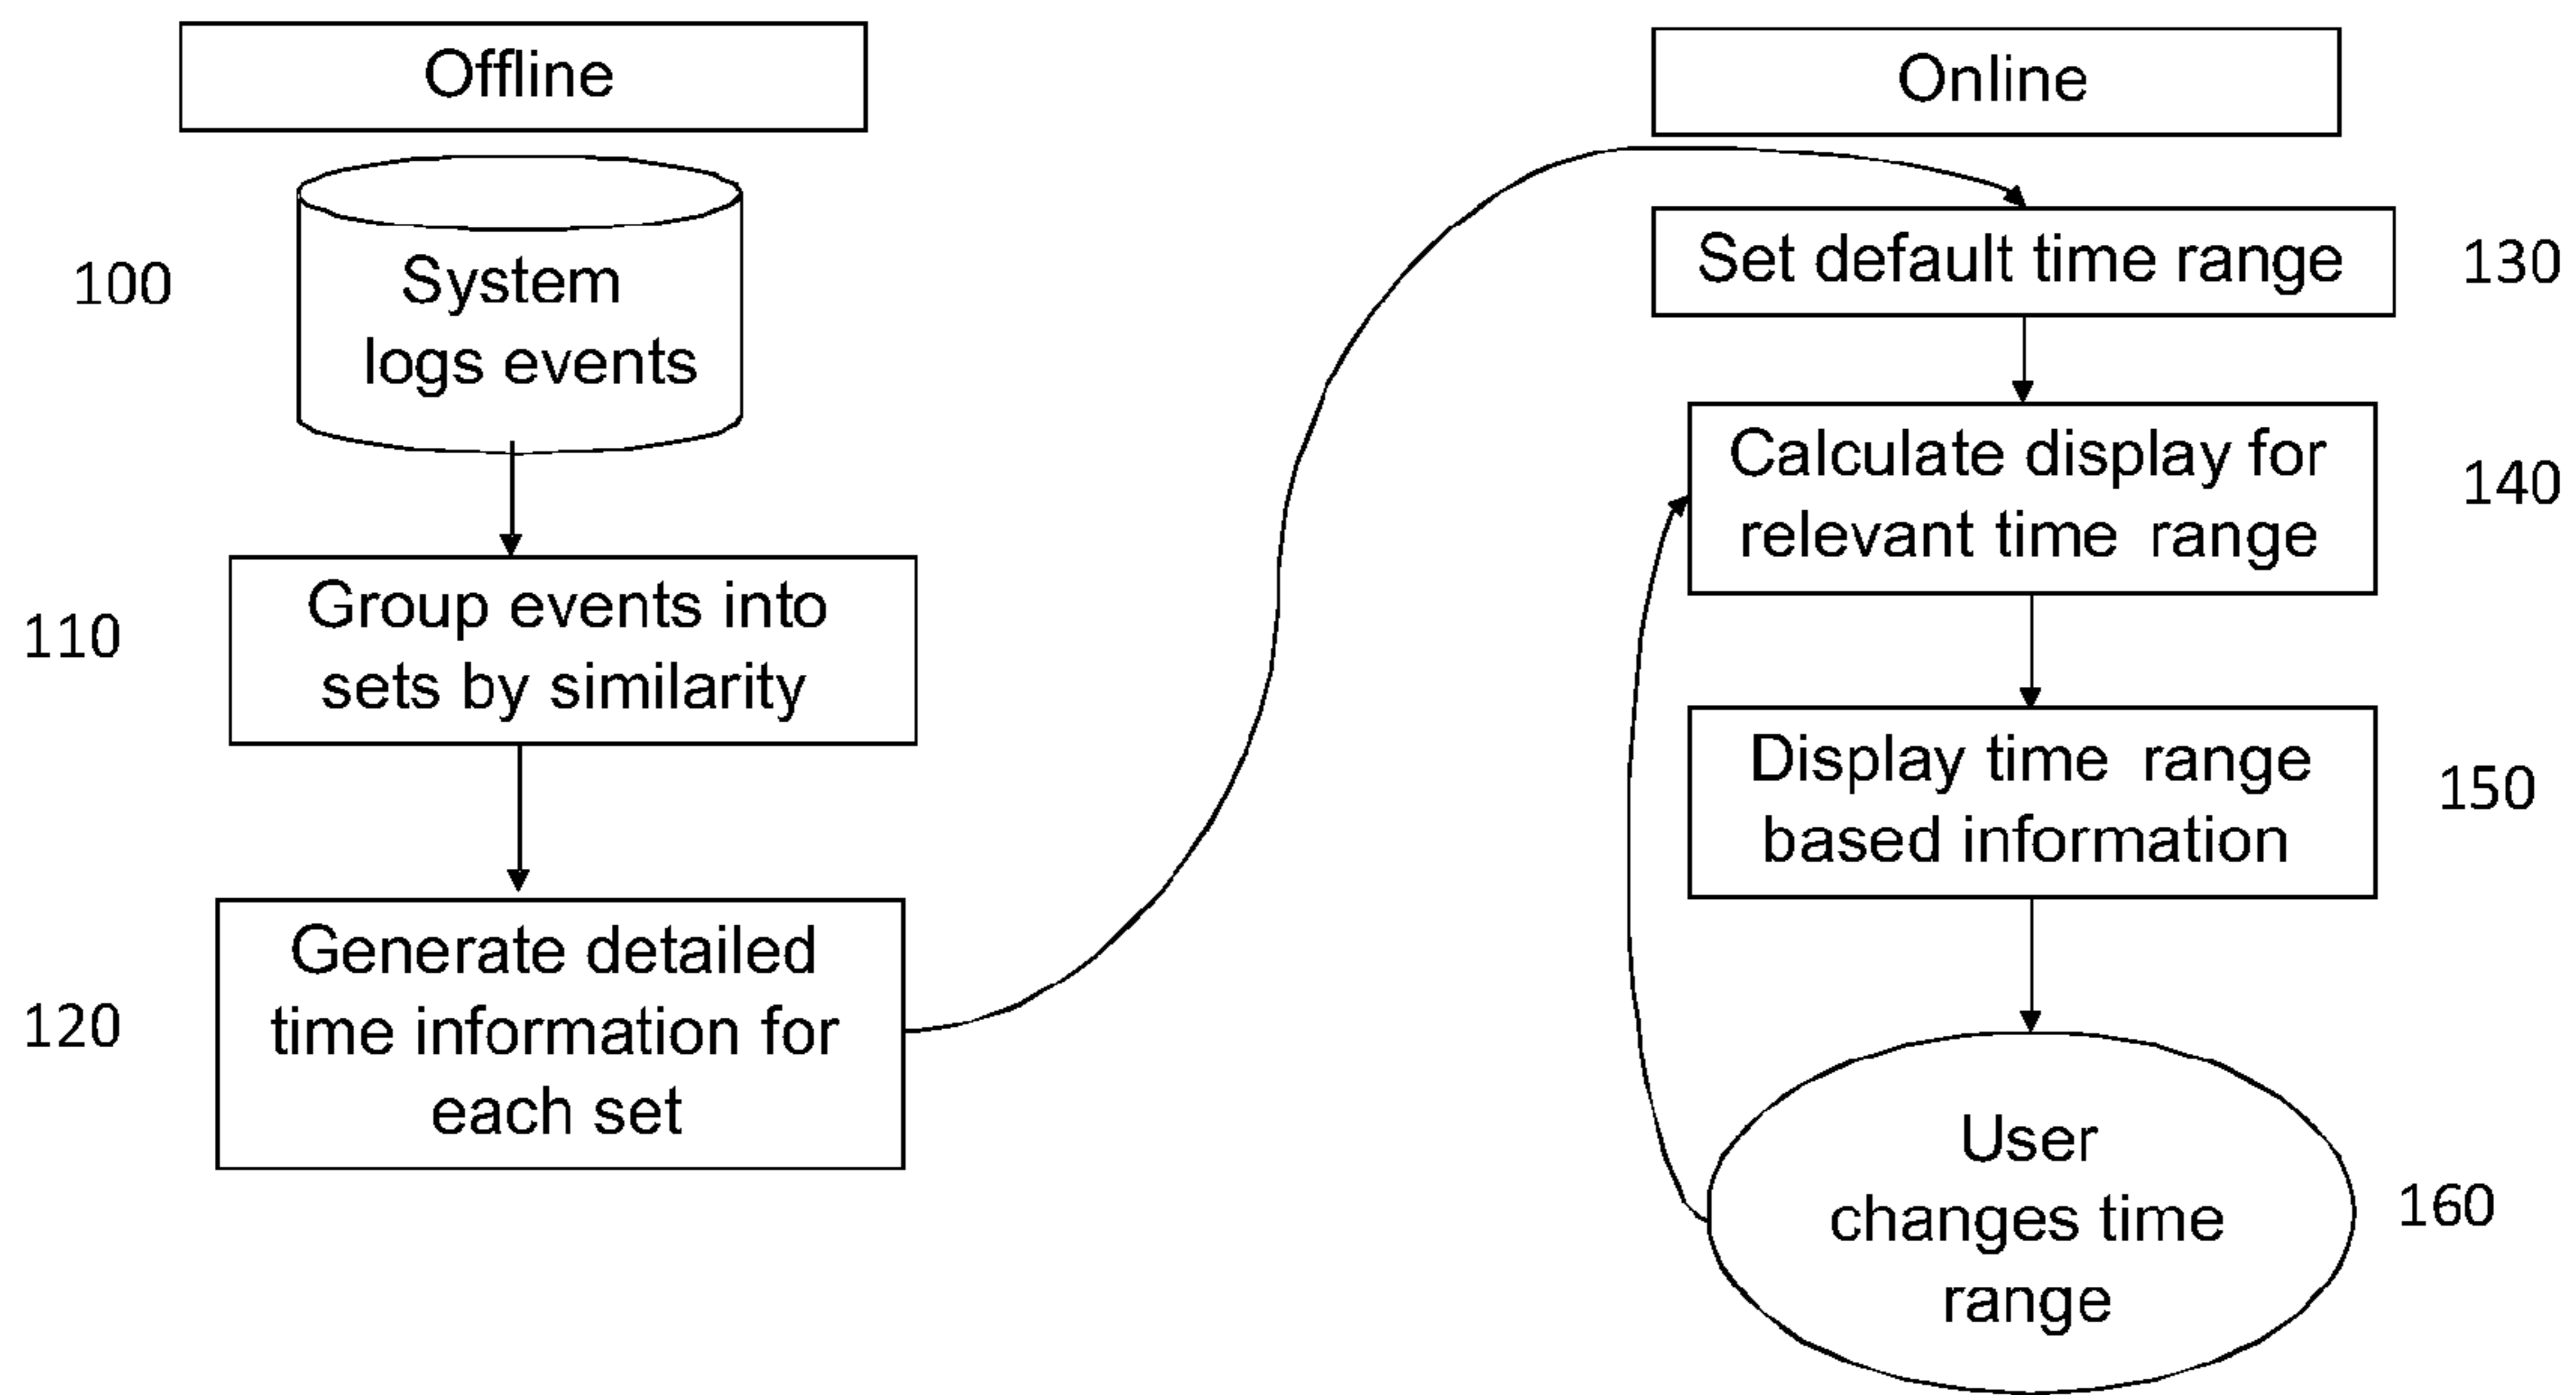 Offline
100
System
logs events
110
Group events into
sets by similarity
120
Generate detailed
time information for
each set
Online
Set default time range
130
Calculate display for
relevant time range
140
Display time range
based information
150
User
changes time
range
160